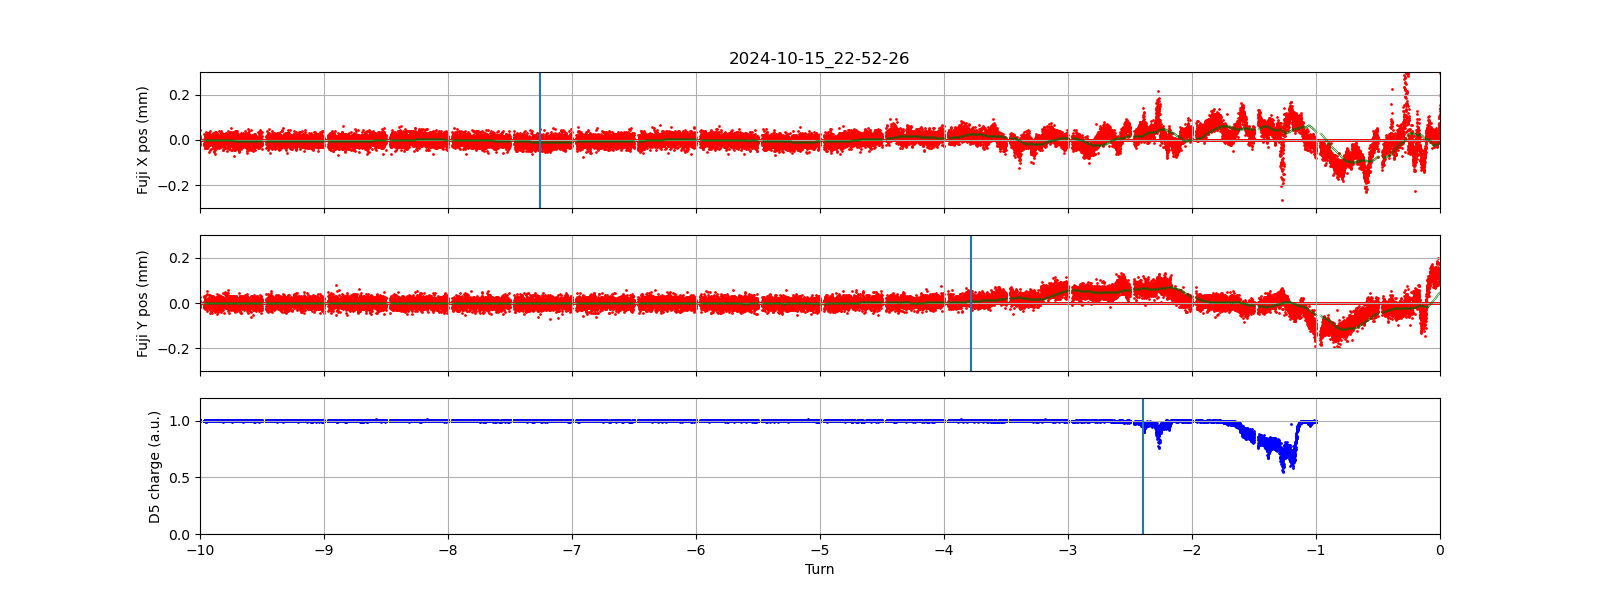 2024-10-15_22-52-26
Fuji X pos (mm)
0.2
0.0
−0.2
Fuji Y pos (mm)
0.2
0.0
−0.2
D5 charge (a.u.)
1.0
0.5
0.0
−10 −9 −8 −7 −6 −5 −4 −3 −2 −1 0
Turn